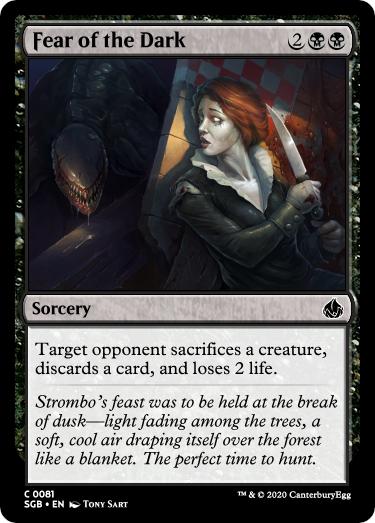 Fear of the Dark 2
Sorcery
Target opponent sacrifices a creature,
discards a card, and loses 2 life.
Strombo's feast was to be held at the break
of dusk—light fading among the trees, a
soft, cool air draping itself over the forest
like a blanket. The perfect time to hunt.
C 0081
SGB • EN Tony Sart
™ & © 2020 CanterburyEgg